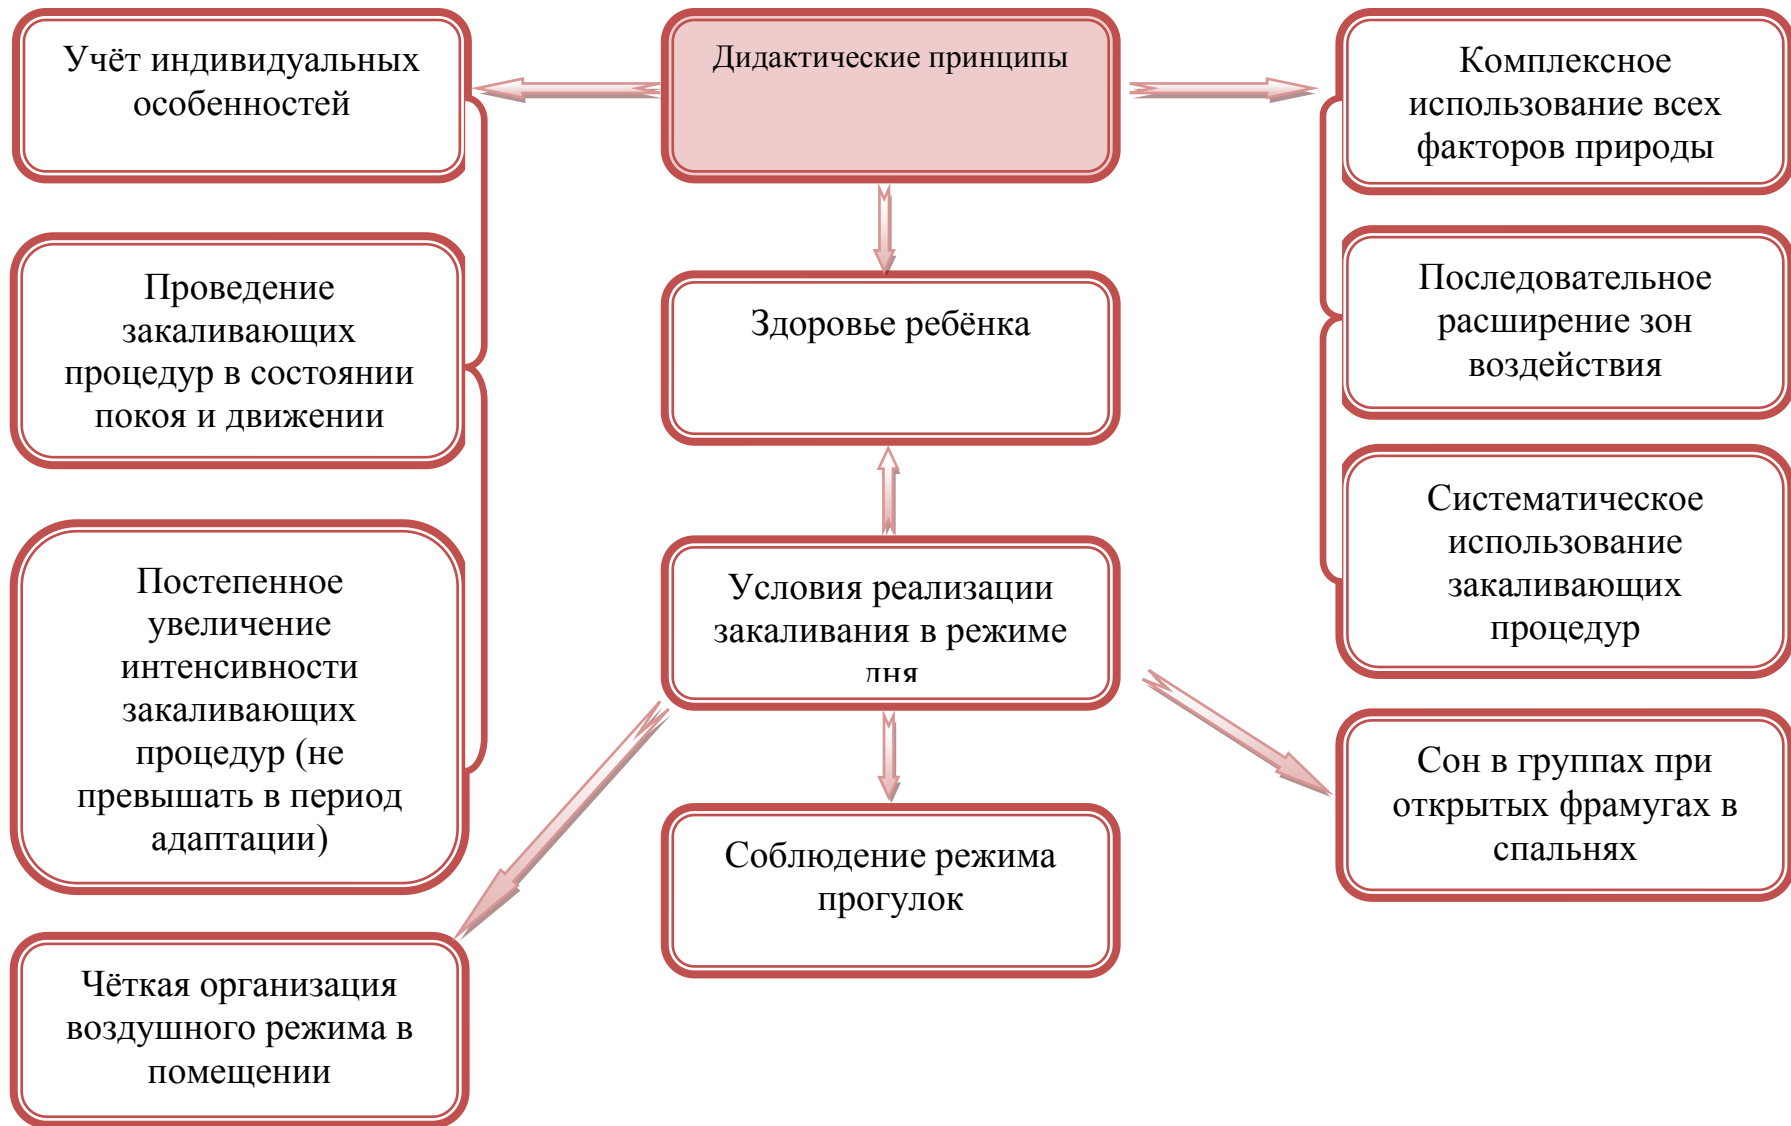 Учёт индивидуальных
особенностей
Дидактические принципы
Комплексное
использование всех
факторов природы
Проведение
закаливающих
процедур в состоянии
покоя и движении
Здоровье ребёнка
Последовательное
расширение зон
воздействия
Постепенное
увеличение
интенсивности
закаливающих
процедур (не
превышать в период
адаптации)
Условия реализации
закаливания в режиме
дня
Систематическое
использование
закаливающих
процедур
Чёткая организация
воздушного режима в
помещении
Соблюдение режима
прогулок
Сон в группах при
открытых фрамугах в
спальнях